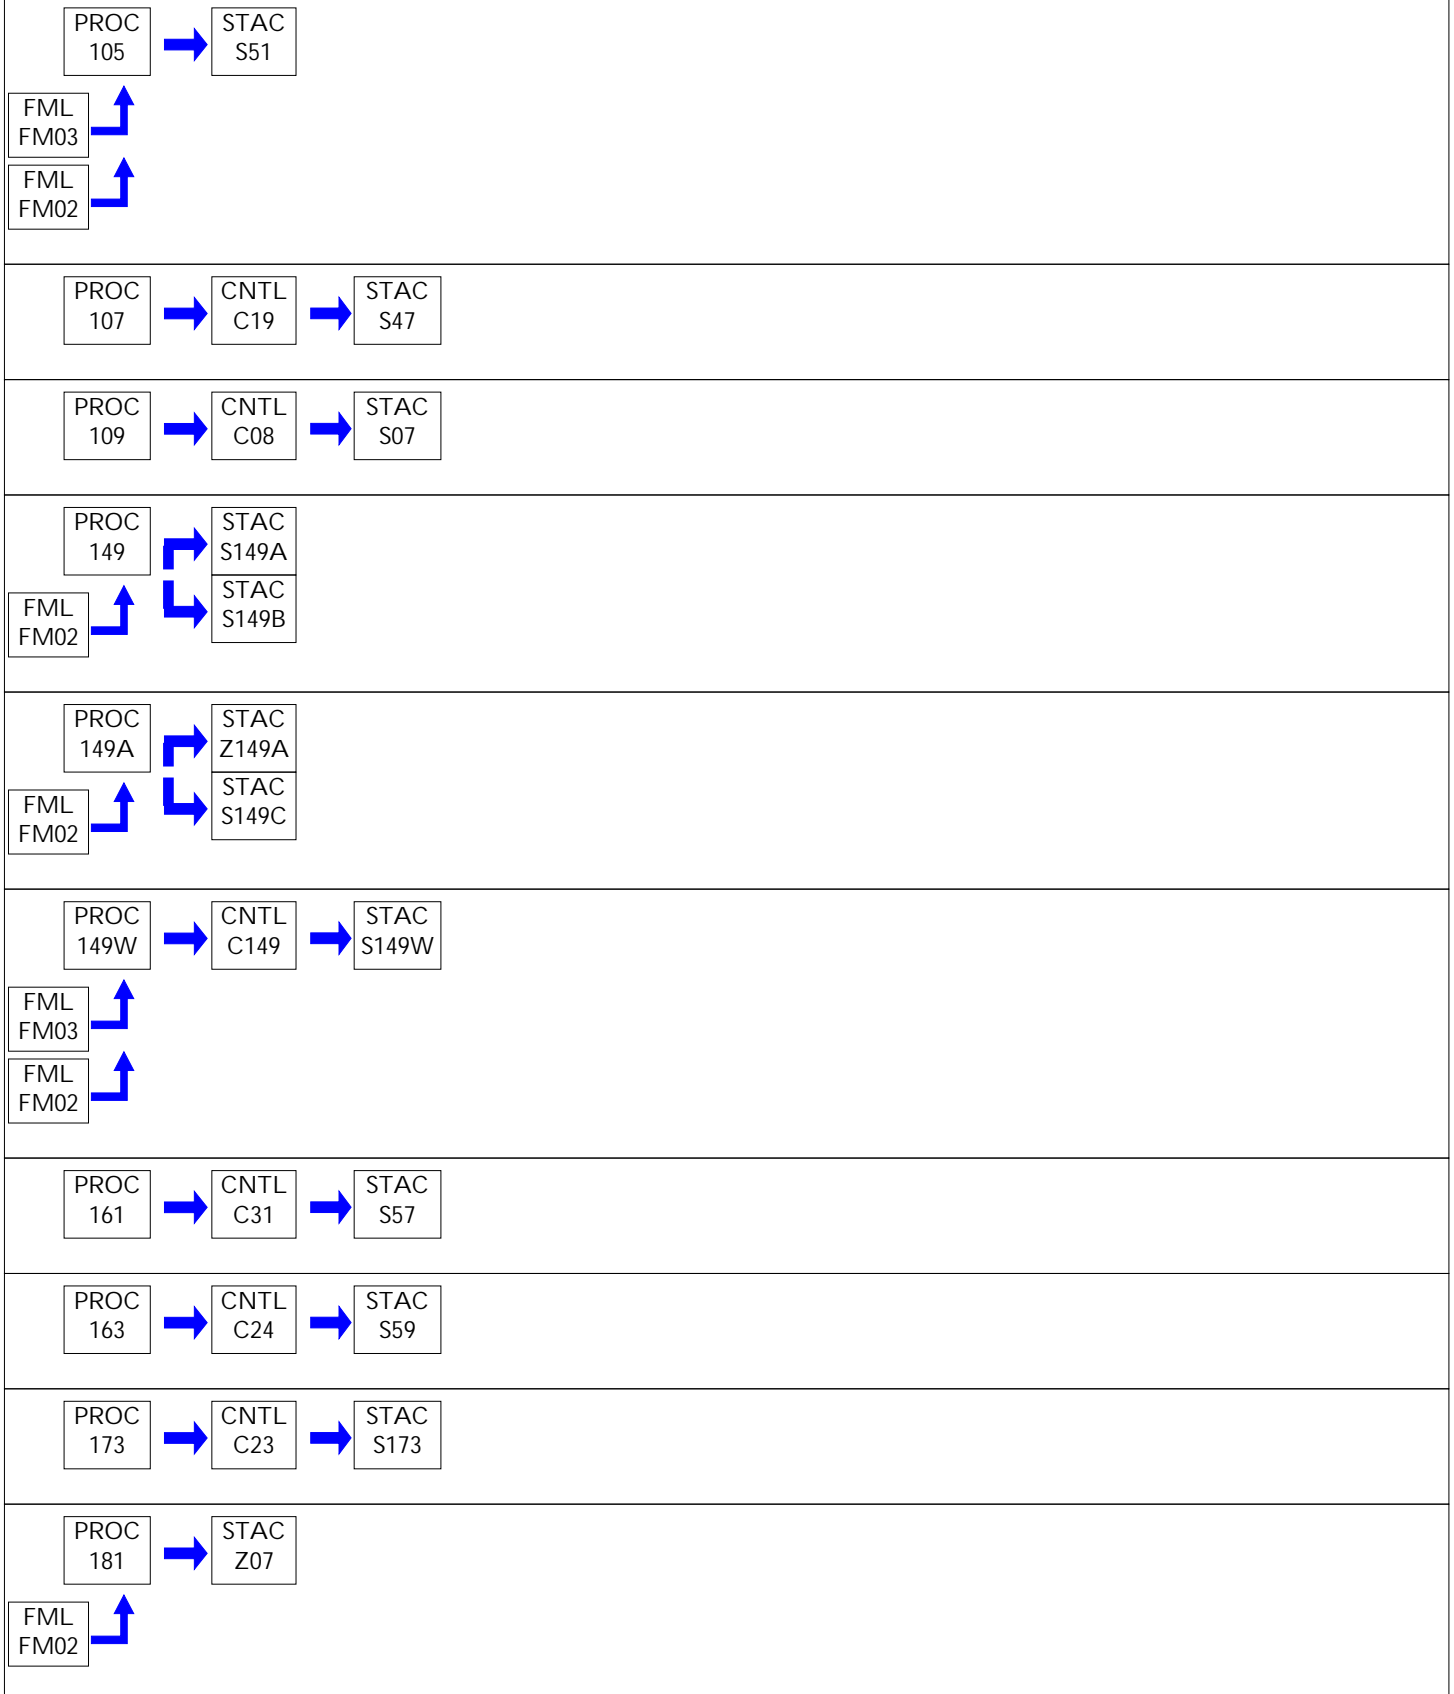 PROC
105
STAC
S51
FML
FM03
FML
FM02
PROC
107
CNTL
C19
STAC
S47
PROC
109
CNTL
C08
STAC
S07
PROC
149
STAC
S149A
STAC
S149B
FML
FM02
PROC
149A
STAC
Z149A
STAC
S149C
FML
FM02
PROC
149W
CNTL
C149
STAC
S149W
FML
FM03
FML
FM02
PROC
161
CNTL
C31
STAC
S57
PROC
163
CNTL
C24
STAC
S59
PROC
173
CNTL
C23
STAC
S173
PROC
181
STAC
Z07
FML
FM02